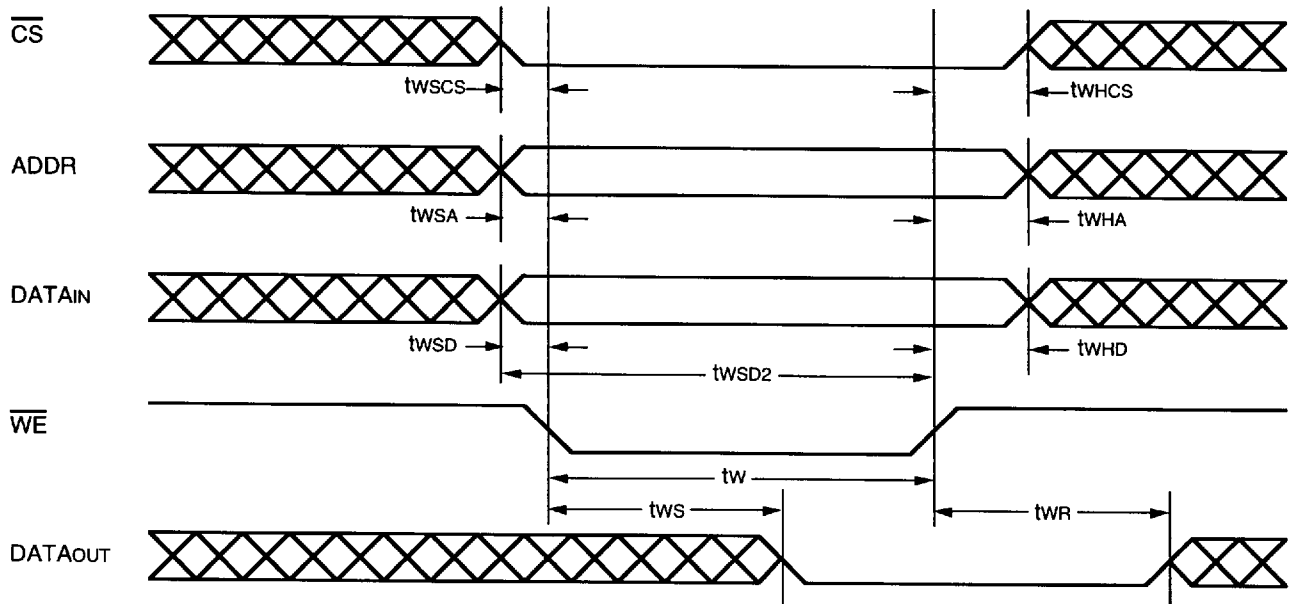 CS
tWSCS
tWHCS
ADDR
tWSA
tWHA
DATAIN
tWSD
tWHD
tWSD2
WE
tW
tWS
tWR
DATAOUT